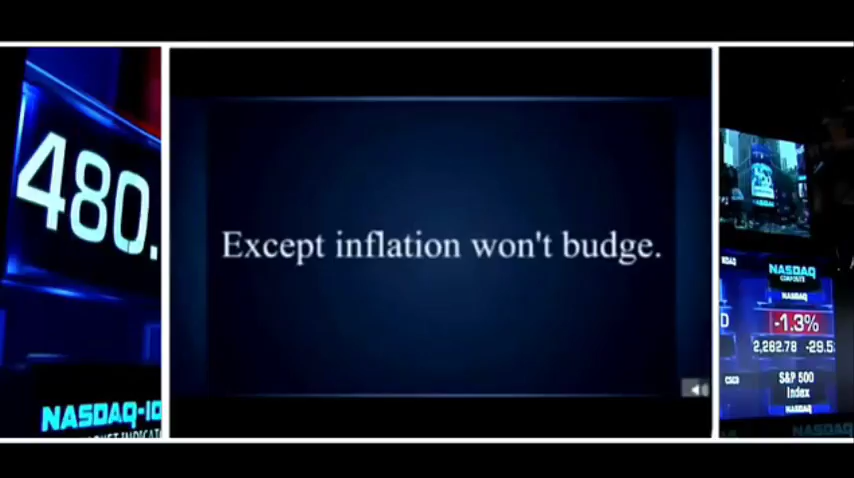 480.
NASDAQ-10
Except inflation won't budge.
NASDAQ
COMPOSITE
NASDAQ
-1.3%
2,282.78 -29.5
S&P 500
Index
NASDAQ
NASDAQ